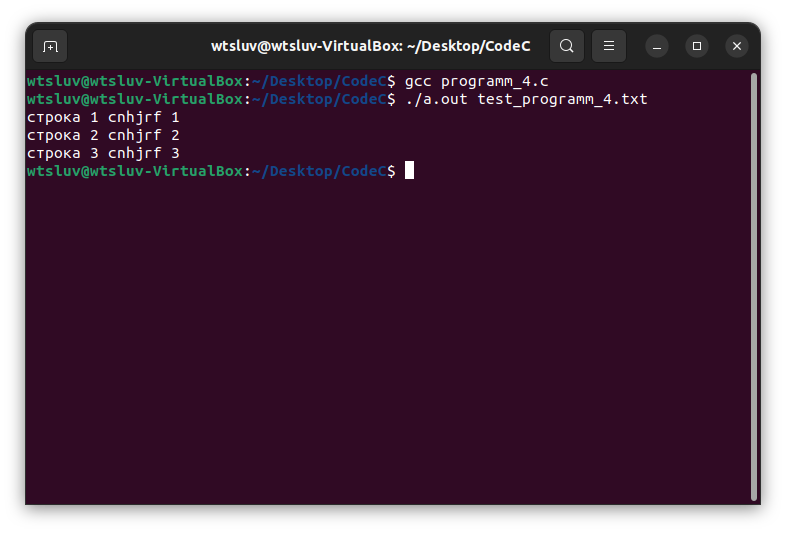 wtsluv@wtsluv-VirtualBox: ~/Desktop/CodeC
wtsluv@wtsluv-VirtualBox:~/Desktop/CodeC$ gcc programm_4.c
wtsluv@wtsluv-VirtualBox:~/Desktop/CodeC$ ./a.out test_programm_4.txt
строка 1 cnhjrf 1
строка 2 cnhjrf 2
строка 3 cnhjrf 3
wtsluv@wtsluv-VirtualBox:~/Desktop/CodeC$